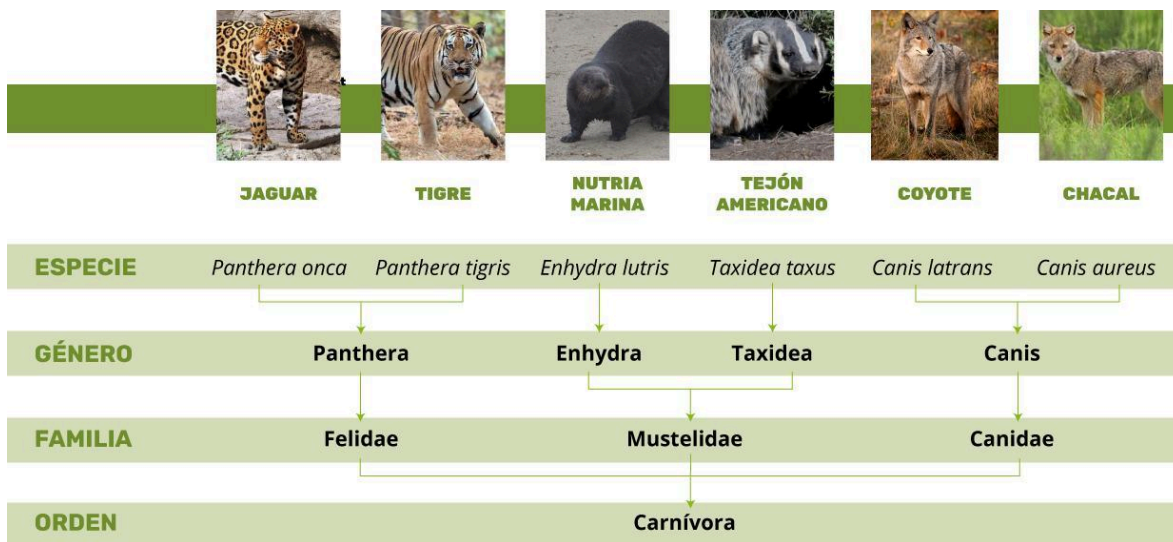 JAGUAR
TIGRE
NUTRIA
MARINA
TEJÓN
AMERICANO
COYOTE
CHACAL
ESPECIE Panthera onca Panthera tigris Enhydra lutris Taxidea taxus Canis latrans Canis aureus
GÉNERO Panthera Enhydra Taxidea Canis
FAMILIA Felidae Mustelidae Canidae
ORDEN Carnívora